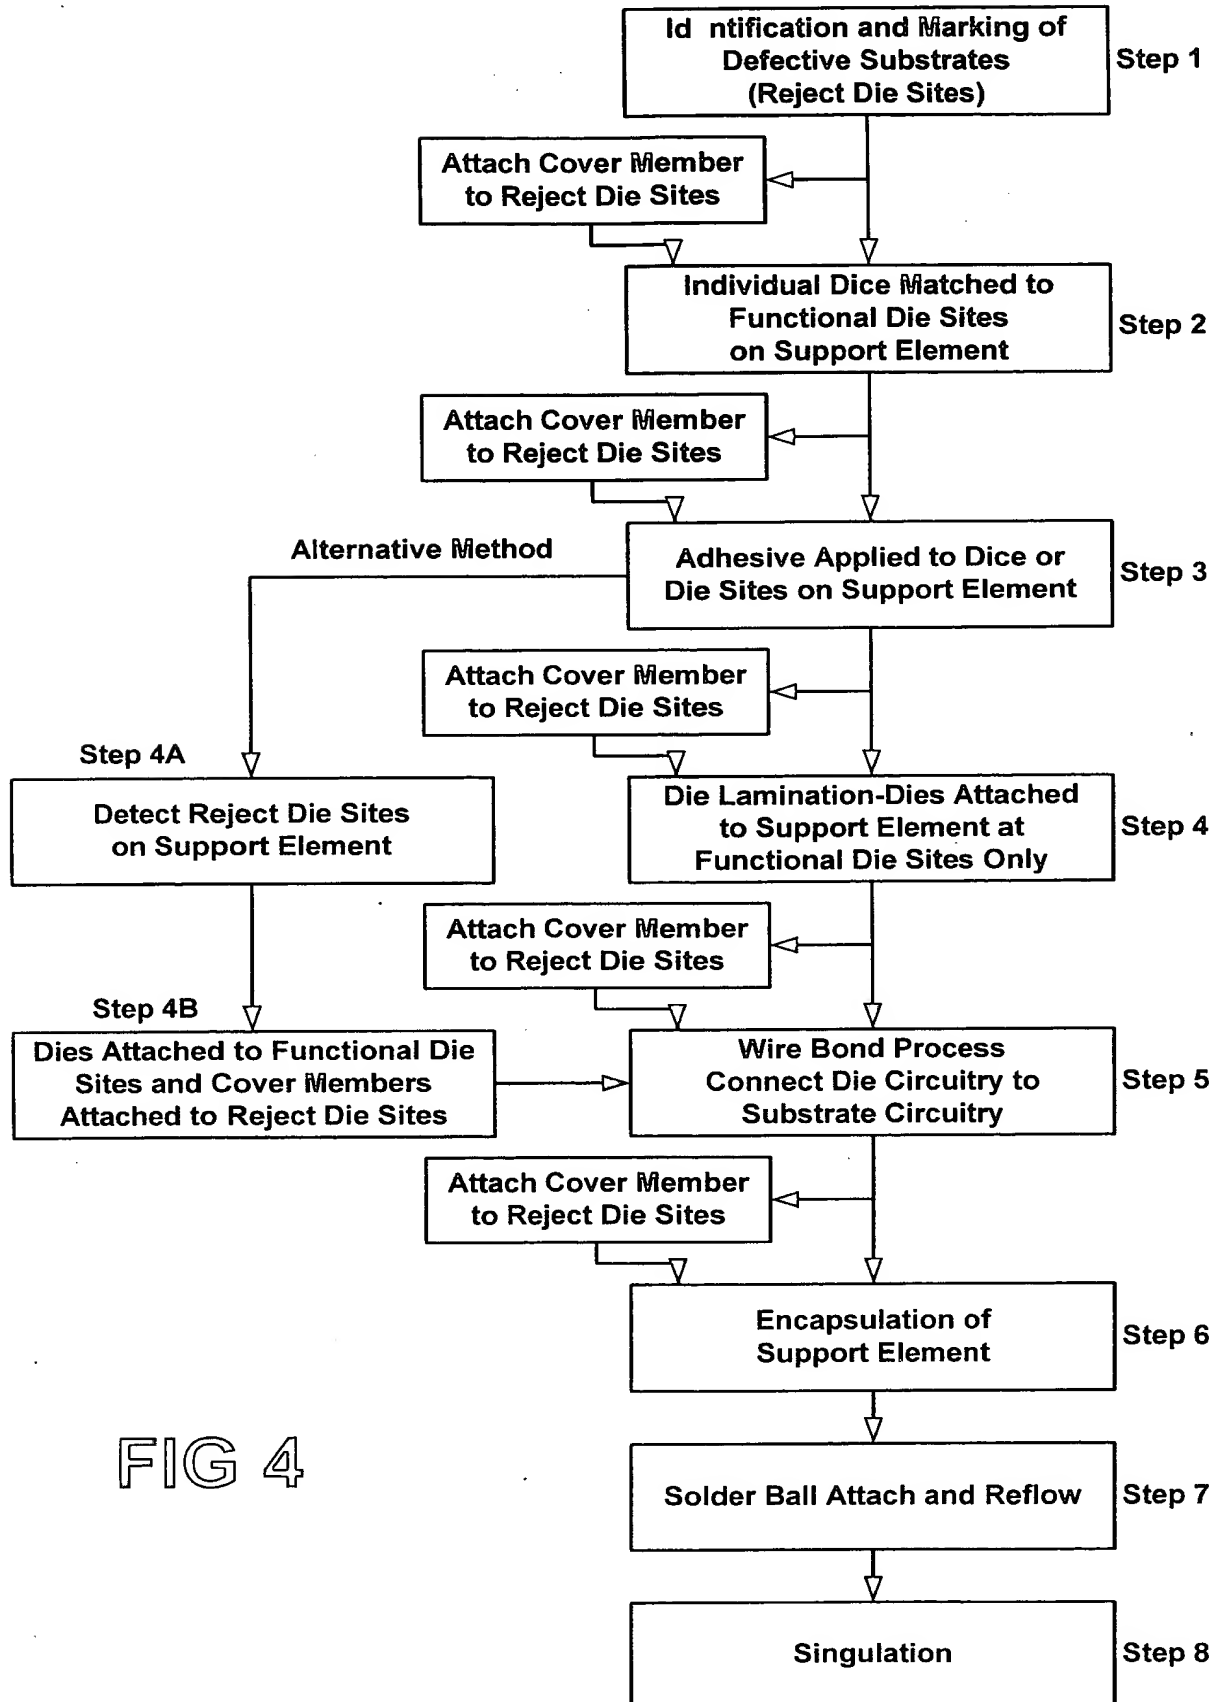 Id ntification and Marking of
Defective Substrates
(Reject Die Sites)
Step 1
Attach Cover Member
to Reject Die Sites
Individual Dice Matched to
Functional Die Sites
on Support Element
Step 2
Attach Cover Member
to Reject Die Sites
Alternative Method
Adhesive Applied to Dice or
Die Sites on Support Element
Step 3
Attach Cover Member
to Reject Die Sites
Step 4A
Detect Reject Die Sites
on Support Element
Die Lamination-Dies Attached
to Support Element at
Functional Die Sites Only
Step 4
Attach Cover Member
to Reject Die Sites
Step 4B
Dies Attached to Functional Die
Sites and Cover Members
Attached to Reject Die Sites
Wire Bond Process
Connect Die Circuitry to
Substrate Circuitry
Step 5
Attach Cover Member
to Reject Die Sites
Encapsulation of
Support Element
Step 6
FIG 4
Solder Ball Attach and Reflow
Step 7
Singulation
Step 8